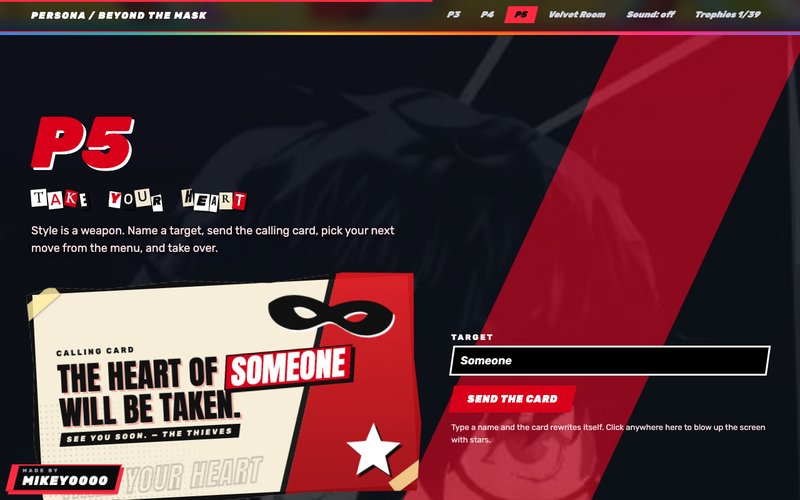 PERSONA / BEYOND THE MASK
P3 P4 P5 Velvet Room Sound: off Trophies 1/39
P5
TAKE YOUR HEART
Style is a weapon. Name a target, send the calling card, pick your next
move from the menu, and take over.
CALLING CARD
THE HEART OF SOMEONE
WILL BE TAKEN.
SEE YOU SOON. — THE THIEVES
YOUR HEART
MADE BY
MIKEYOOOO
TARGET
Someone
SEND THE CARD
Type a name and the card rewrites itself. Click anywhere here to blow up the screen
with stars.